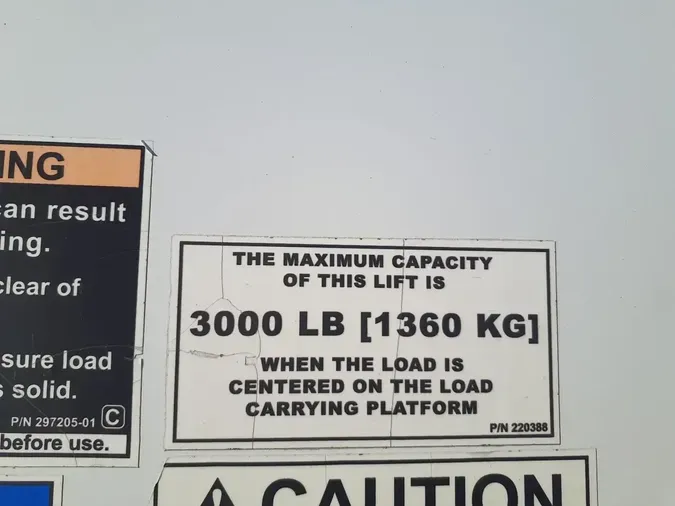 ING
can result
ing.
clear of
sure load
s solid.
P/N 297205-01 C
before use.
THE MAXIMUM CAPACITY
OF THIS LIFT IS
3000 LB [1360 KG]
WHEN THE LOAD IS
CENTERED ON THE LOAD
CARRYING PLATFORM
P/N 220388
CAUTION